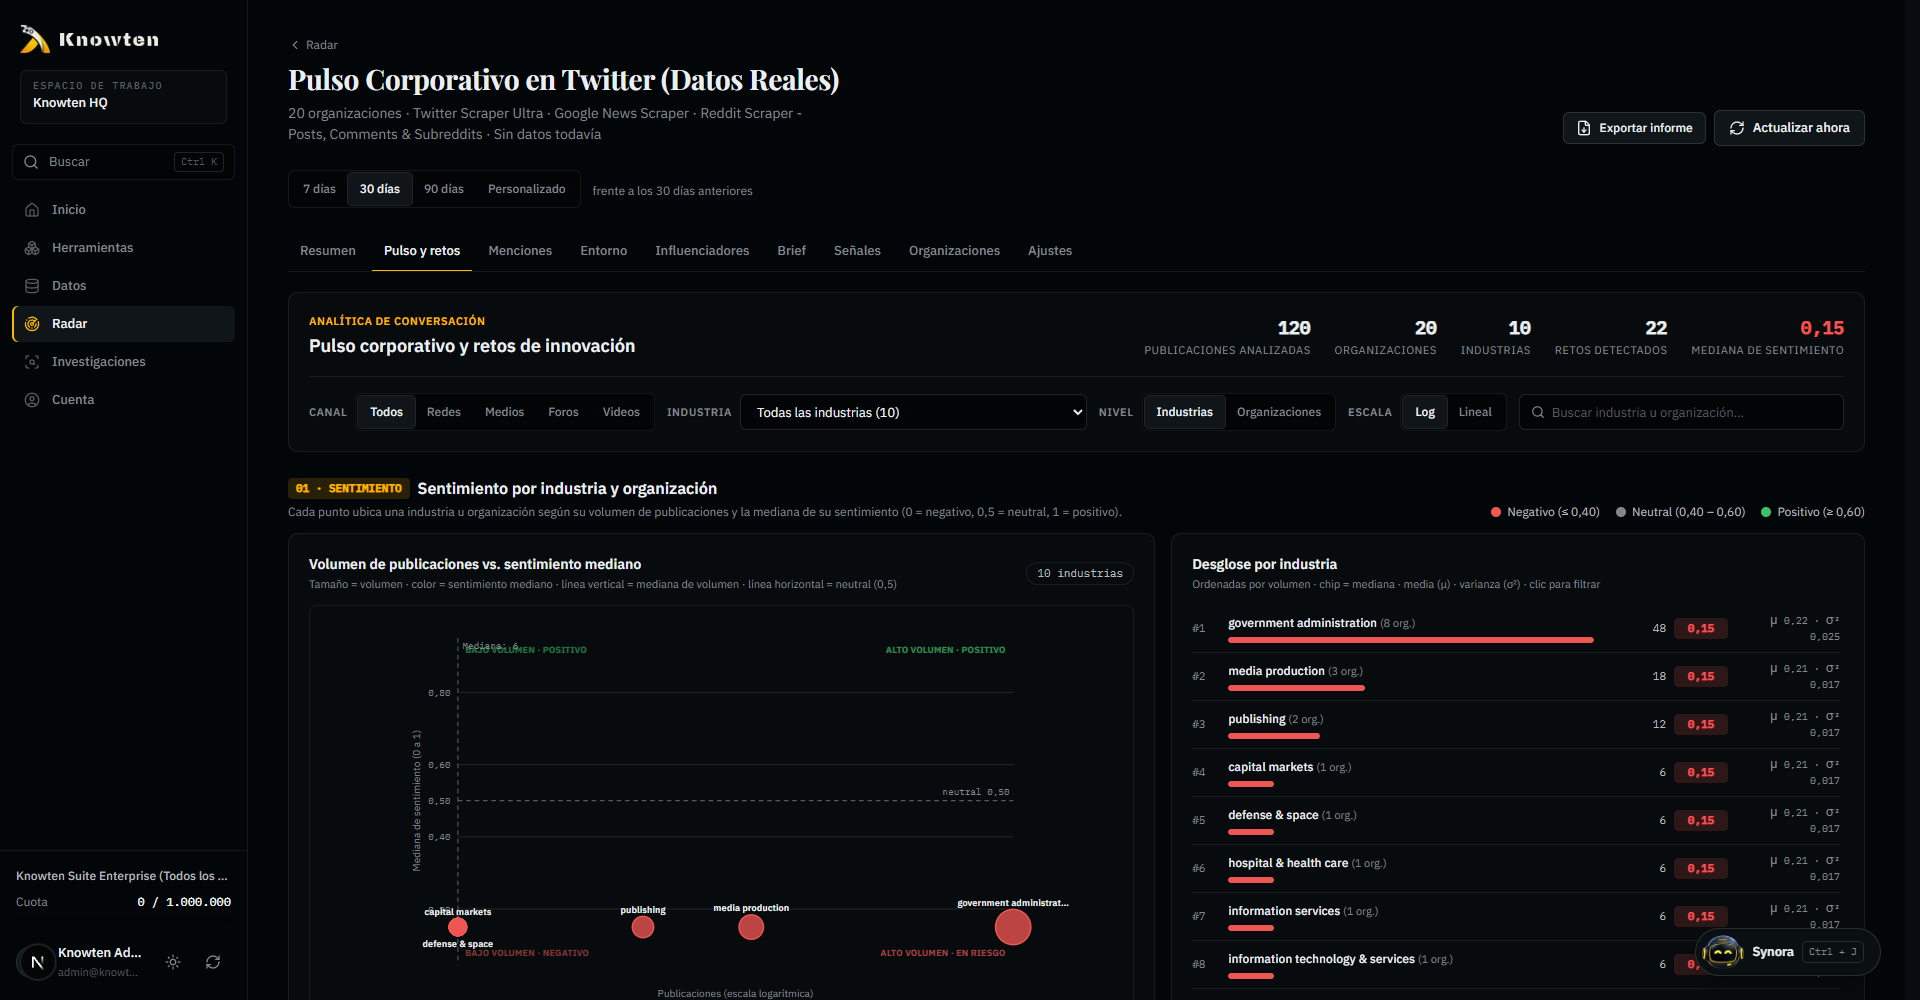 Knowten
ESPACIO DE TRABAJO
Knowten HQ
Buscar
Ctrl K
Inicio
Herramientas
Datos
Radar
Investigaciones
Cuenta
Knowten Suite Enterprise (Todos los ...
Cuota
0 / 1.000.000
N
Knowten Ad...
admin@knowt...
Radar
Pulso Corporativo en Twitter (Datos Reales)
20 organizaciones · Twitter Scraper Ultra · Google News Scraper · Reddit Scraper -
Posts, Comments & Subreddits · Sin datos todavía
Exportar informe
Actualizar ahora
7 días
30 días
90 días
Personalizado
frente a los 30 días anteriores
Resumen
Pulso y retos
Menciones
Entorno
Influenciadores
Brief
Señales
Organizaciones
Ajustes
ANALÍTICA DE CONVERSACIÓN
Pulso corporativo y retos de innovación
120
PUBLICACIONES ANALIZADAS
20
ORGANIZACIONES
10
INDUSTRIAS
22
RETOS DETECTADOS
0,15
MEDIANA DE SENTIMIENTO
CANAL
Todos
Redes
Medios
Foros
Videos
INDUSTRIA
Todas las industrias (10)
NIVEL
Industrias
Organizaciones
ESCALA
Log
Lineal
Buscar industria u organización...
01 · SENTIMIENTO
Sentimiento por industria y organización
Cada punto ubica una industria u organización según su volumen de publicaciones y la mediana de su sentimiento (0 = negativo, 0,5 = neutral, 1 = positivo).
Negativo (≤ 0,40)
Neutral (0,40 – 0,60)
Positivo (≥ 0,60)
Volumen de publicaciones vs. sentimiento mediano
Tamaño = volumen · color = sentimiento mediano · línea vertical = mediana de volumen · línea horizontal = neutral (0,5)
10 industrias
Mediana: 6
BAJO VOLUMEN · POSITIVO
ALTO VOLUMEN · POSITIVO
0,80
0,60
0,50
neutral 0,50
0,40
Mediana de sentimiento (0 a 1)
capital markets
defense & space
publishing
media production
government administrat...
BAJO VOLUMEN · NEGATIVO
ALTO VOLUMEN · EN RIESGO
Publicaciones (escala logarítmica)
Desglose por industria
Ordenadas por volumen · chip = mediana · media (μ) · varianza (σ²) · clic para filtrar
#1 government administration (8 org.) 48 0,15 μ 0,22 · σ²
0,025
#2 media production (3 org.) 18 0,15 μ 0,21 · σ²
0,017
#3 publishing (2 org.) 12 0,15 μ 0,21 · σ²
0,017
#4 capital markets (1 org.) 6 0,15 μ 0,21 · σ²
0,017
#5 defense & space (1 org.) 6 0,15 μ 0,21 · σ²
0,017
#6 hospital & health care (1 org.) 6 0,15 μ 0,21 · σ²
0,017
#7 information services (1 org.) 6 0,15 μ 0,21 · σ²
0,017
#8 information technology & services (1 org.) 6
Synora
Ctrl + J